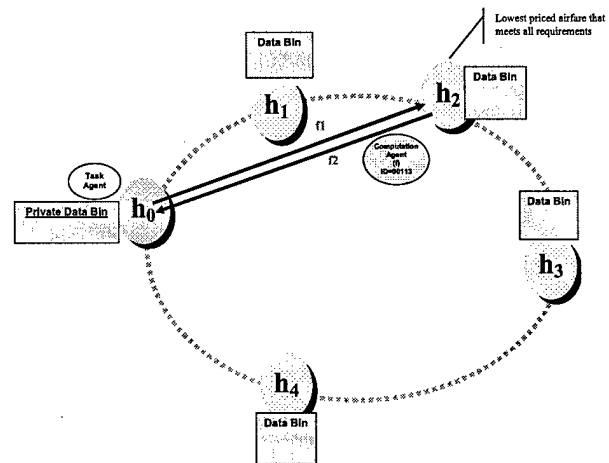 Lowest priced airfare that
meets all requirements
Data Bin
h1
h2
Data Bin
f1
f2
Computation
Agent
(f)
ID=00113
Task
Agent
Private Data Bin
h0
Data Bin
h3
h4
Data Bin